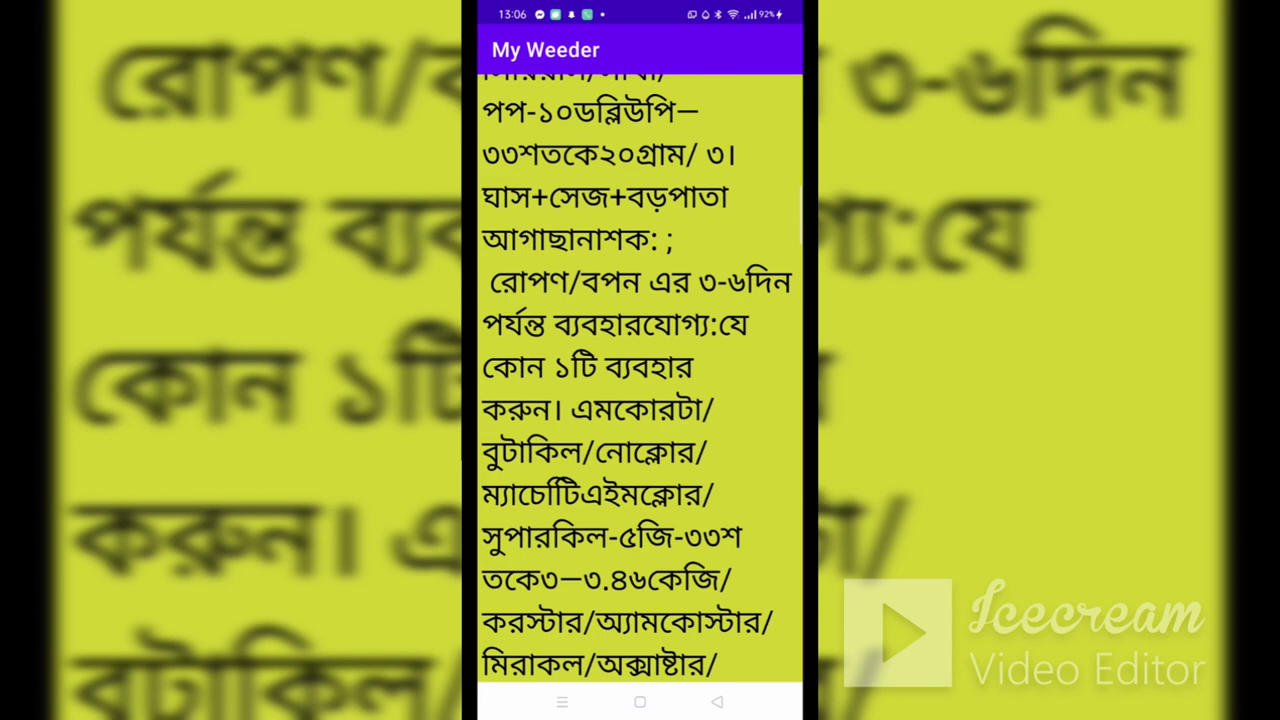 13:06
92%
My Weeder
পপ-১০ডব্লিউপি—
৩৩শতকে২০গ্রাম/ ৩।
ঘাস+সেজ+বড়পাতা
আগাছানাশক: ;
রোপণ/বপন এর ৩-৬দিন
পর্যন্ত ব্যবহারযোগ্য:যে
কোন ১টি ব্যবহার
করুন। এমকোরটা/
বুটাকিল/নোক্লোর/
ম্যাচেটিেএইমক্লোর/
সুপারকিল-৫জি-৩৩শ
তকে৩—৩.৪৬কেজি/
করস্টার/অ্যামকোস্টার/
মিরাকল/অক্সাষ্টার/
Icecream
Video Editor